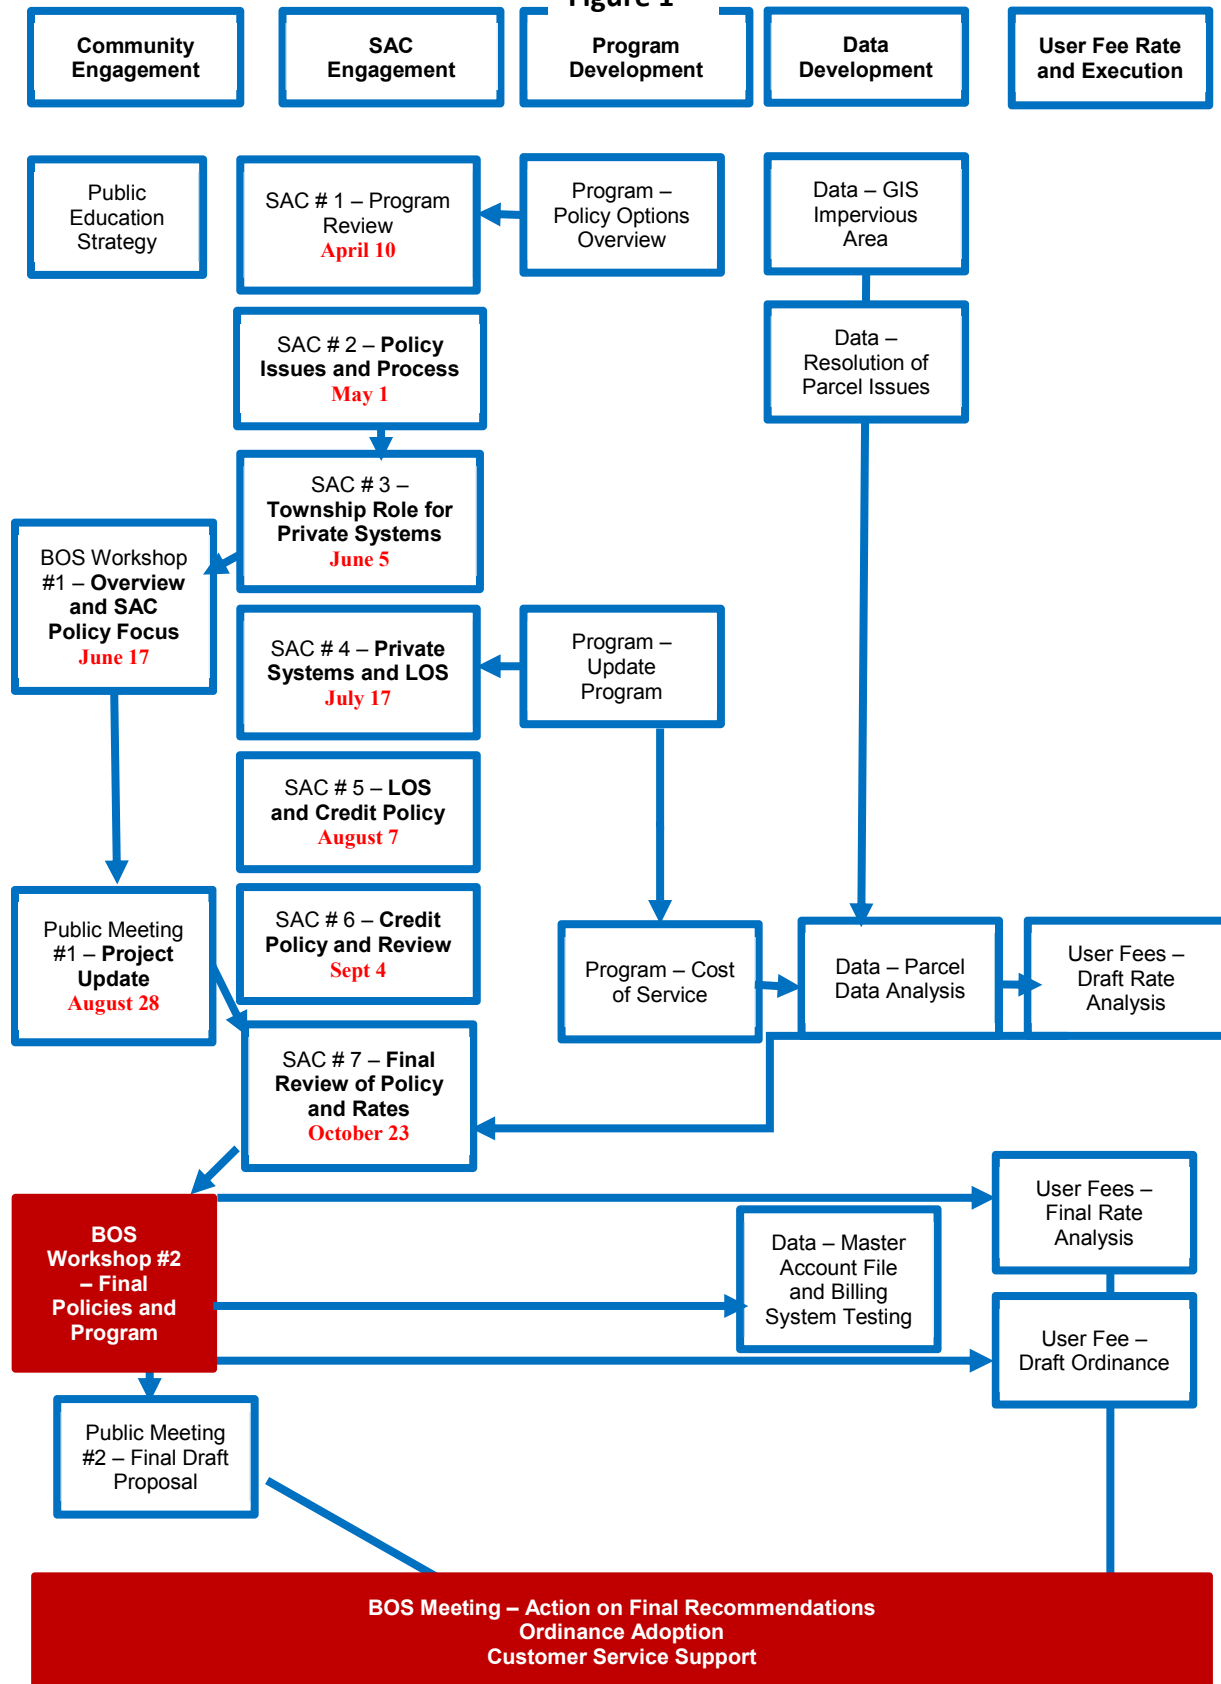 Figure 1
Community
Engagement
SAC
Engagement
Program
Development
Data
Development
User Fee Rate
and Execution
Public
Education
Strategy
SAC # 1 – Program
Review
April 10
Program –
Policy Options
Overview
Data – GIS
Impervious
Area
SAC # 2 – Policy
Issues and Process
May 1
Data –
Resolution of
Parcel Issues
SAC # 3 –
Township Role for
Private Systems
June 5
BOS Workshop
#1 – Overview
and SAC
Policy Focus
June 17
SAC # 4 – Private
Systems and LOS
July 17
Program –
Update
Program
SAC # 5 – LOS
and Credit Policy
August 7
Public Meeting
#1 – Project
Update
August 28
SAC # 6 – Credit
Policy and Review
Sept 4
Program – Cost
of Service
Data – Parcel
Data Analysis
User Fees –
Draft Rate
Analysis
SAC # 7 – Final
Review of Policy
and Rates
October 23
BOS
Workshop #2
– Final
Policies and
Program
User Fees –
Final Rate
Analysis
Data – Master
Account File
and Billing
System Testing
User Fee –
Draft Ordinance
Public Meeting
#2 – Final Draft
Proposal
BOS Meeting – Action on Final Recommendations
Ordinance Adoption
Customer Service Support